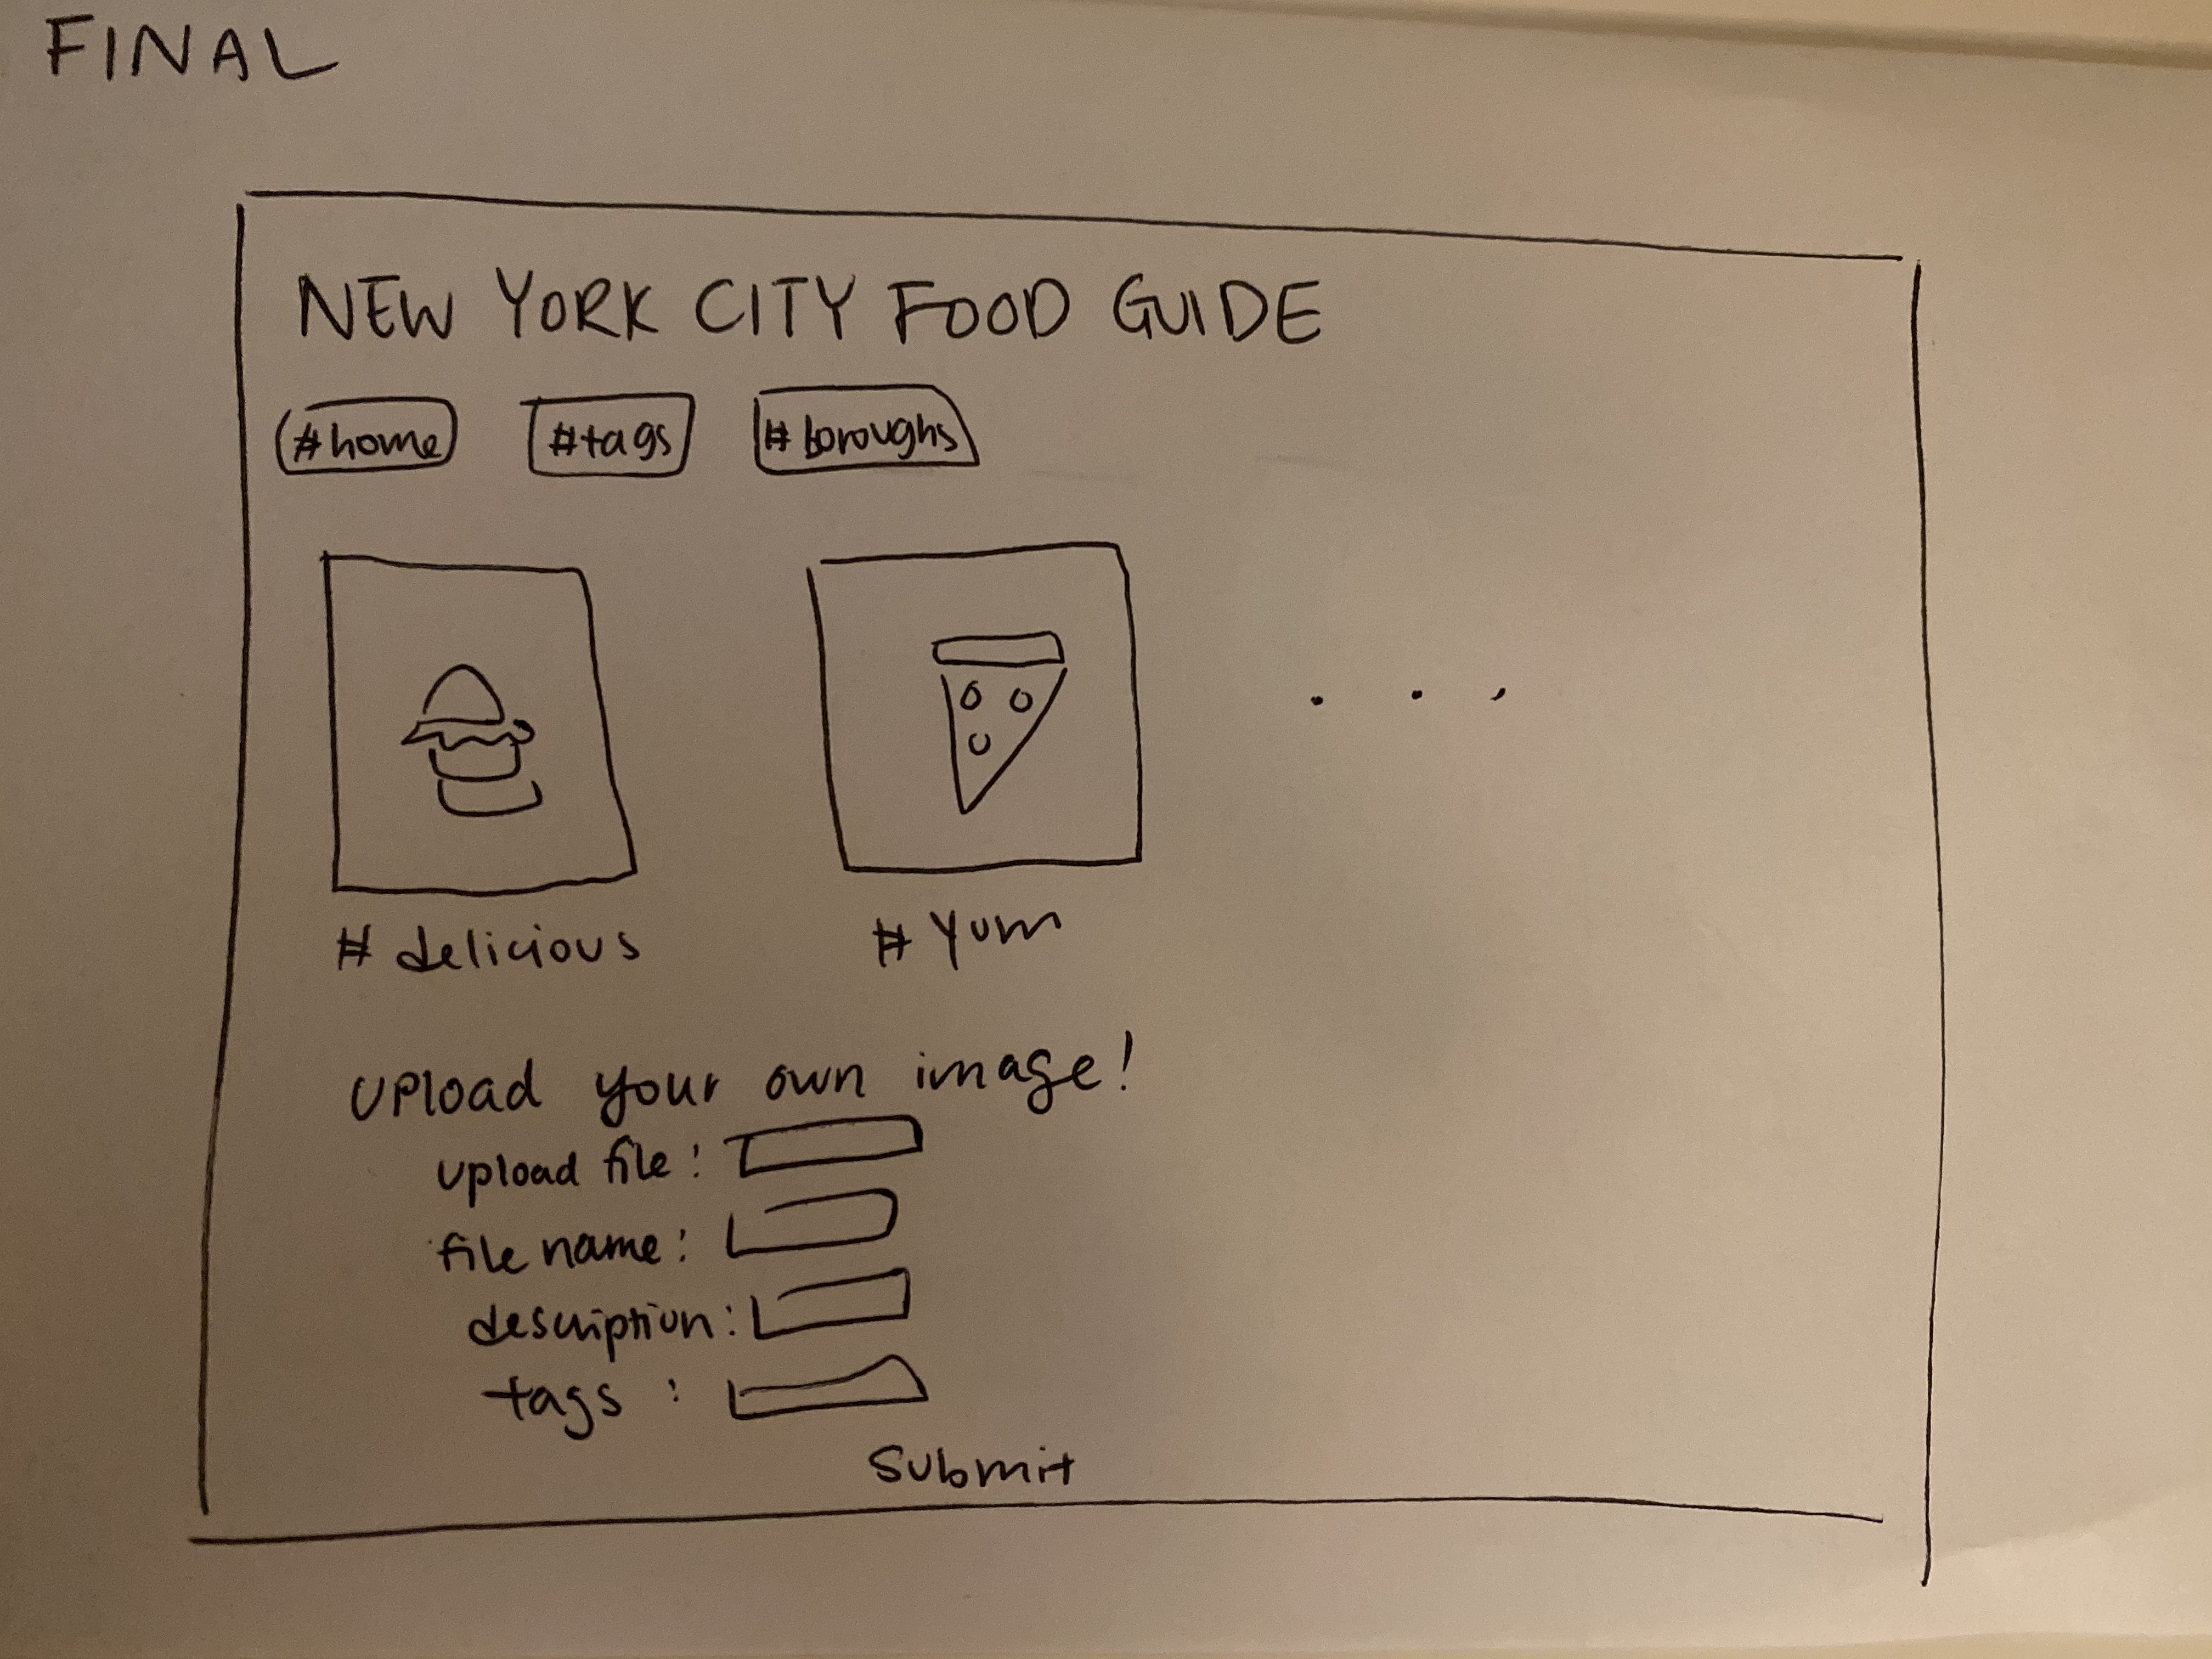 FINAL
NEW YORK CITY FOOD GUIDE
#home #tags #boroughs
#delicious #Yum
Upload your own image!
upload file:
file name:
description:
tags:
submit